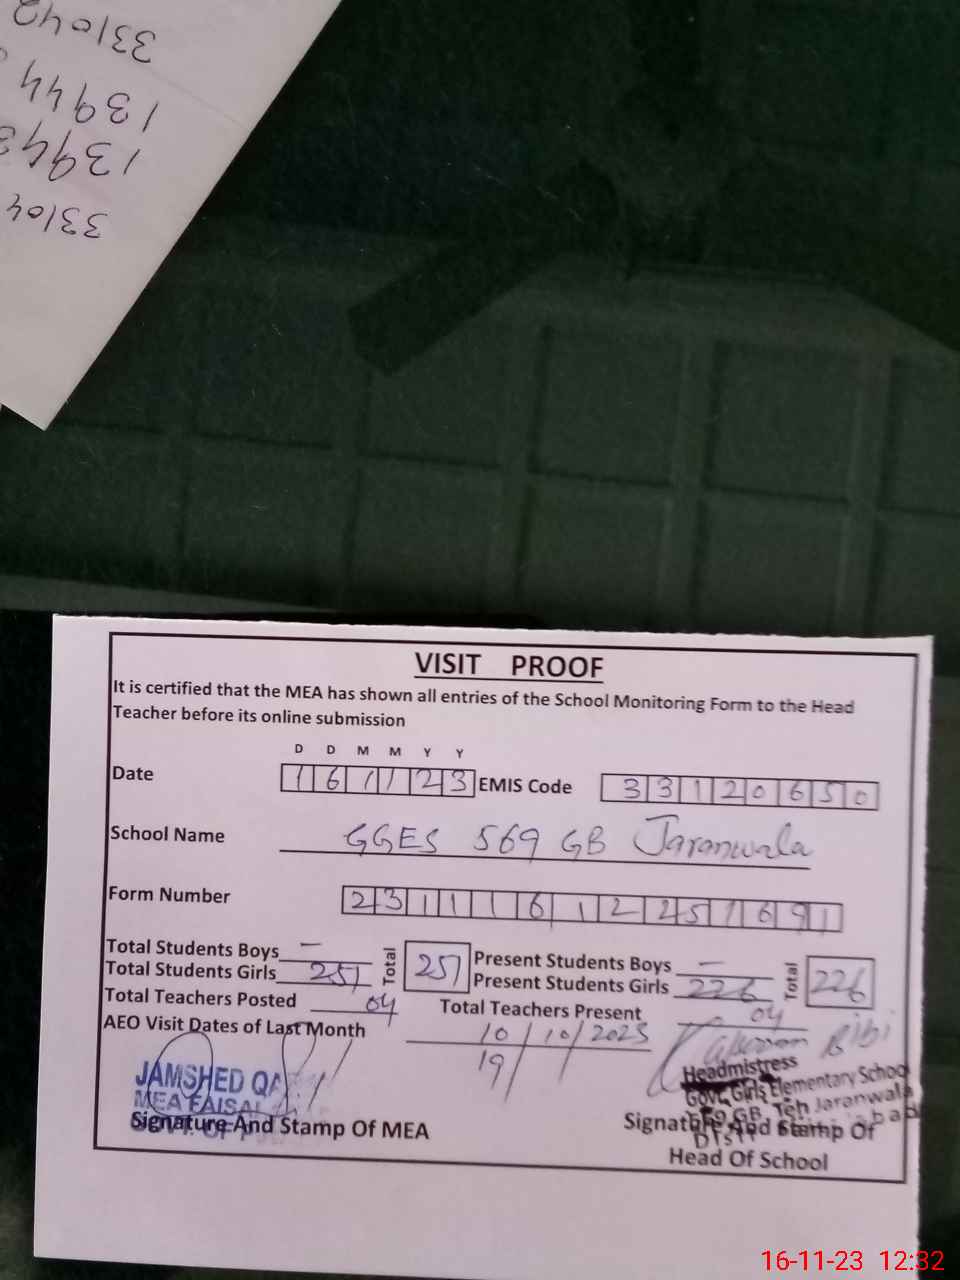 33104
13943
13944
331042
VISIT PROOF
It is certified that the MEA has shown all entries of the School Monitoring Form to the Head
Teacher before its online submission
D D M M Y Y
Date 1 6 1 1 2 3 EMIS Code 3 3 1 2 0 6 5 0
School Name GGES 569 GB Jaranwala
Form Number 2 3 1 1 1 6 1 2 2 5 7 6 9 1
Total Students Boys — Total 257 Present Students Boys — Total 226
Total Students Girls 257 Present Students Girls 226
Total Teachers Posted 04 Total Teachers Present 04
AEO Visit Dates of Last Month 10/10/2023
19/
Bibi
JAMSHED
MEA FAISAL
Signature And Stamp Of MEA
Headmistress
Govt. Girls Elementary School
569 GB. Teh Jaranwala
Distt
Signature And Stamp Of
Head Of School
16-11-23 12:32